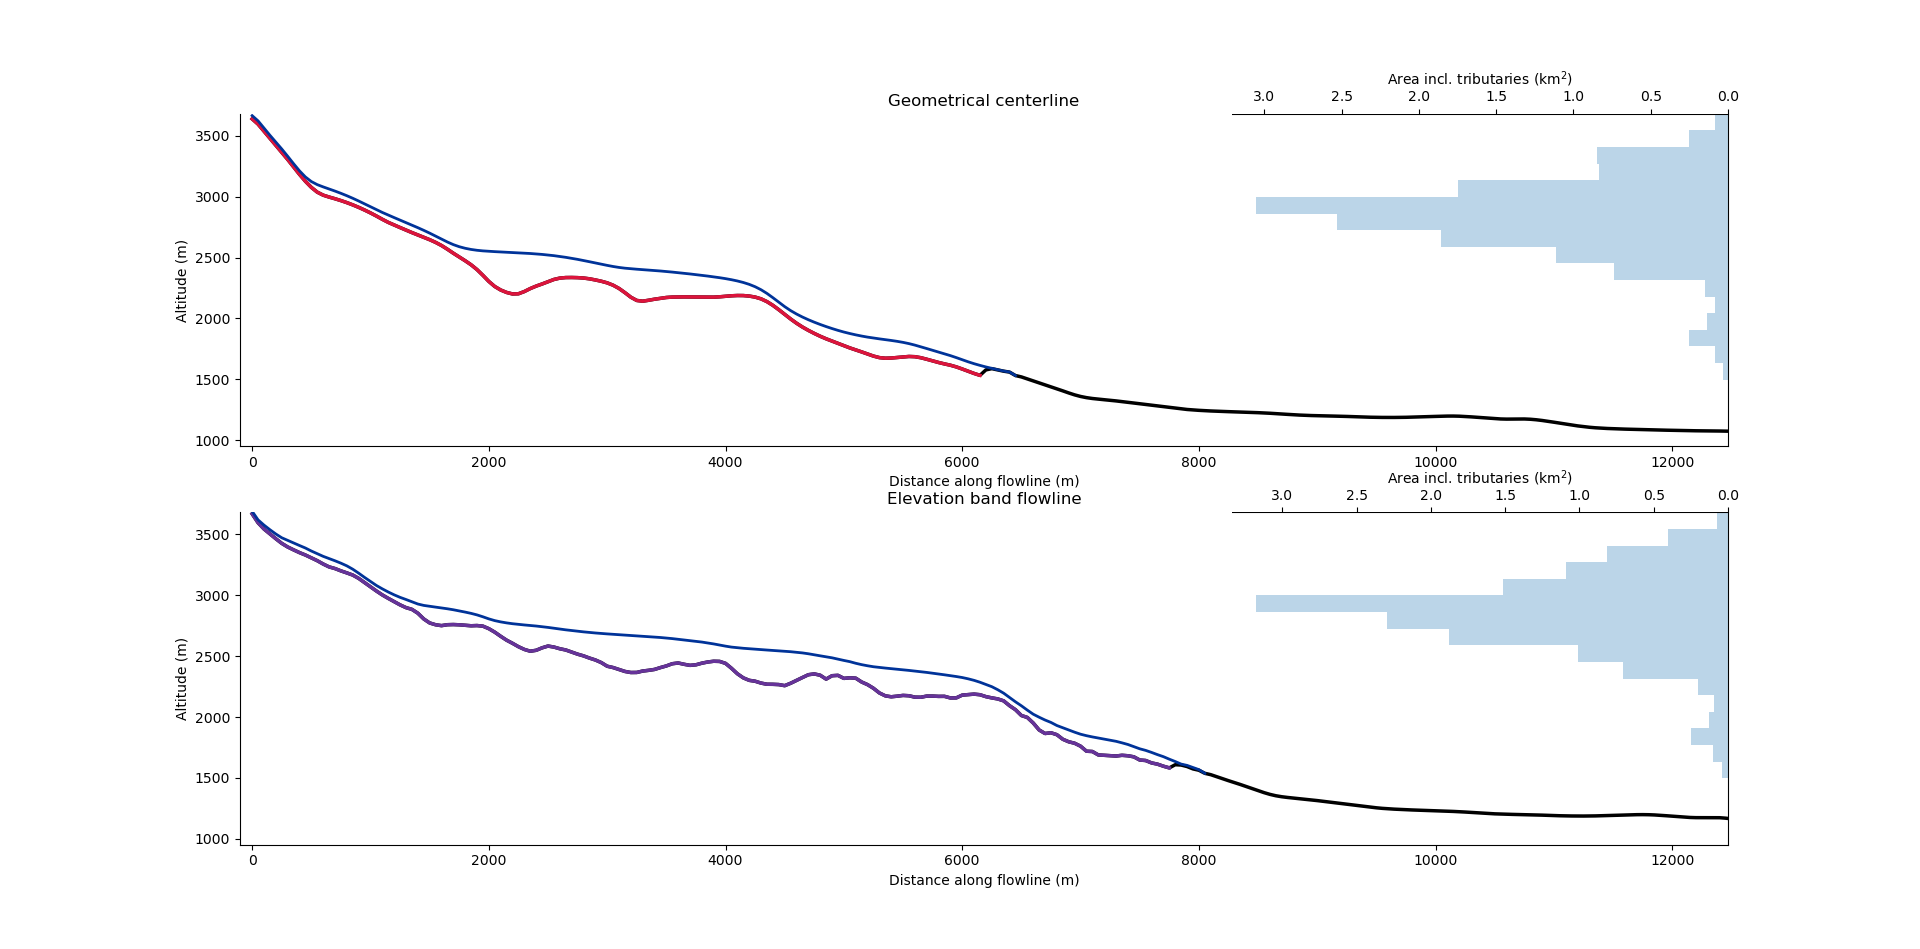 Area incl. tributaries (km²)
3.0 2.5 2.0 1.5 1.0 0.5 0.0
Geometrical centerline
3500
3000
2500
2000
1500
1000
Altitude (m)
0 2000 4000 6000 8000 10000 12000
Distance along flowline (m)
Area incl. tributaries (km²)
3.0 2.5 2.0 1.5 1.0 0.5 0.0
Elevation band flowline
3500
3000
2500
2000
1500
1000
Altitude (m)
0 2000 4000 6000 8000 10000 12000
Distance along flowline (m)